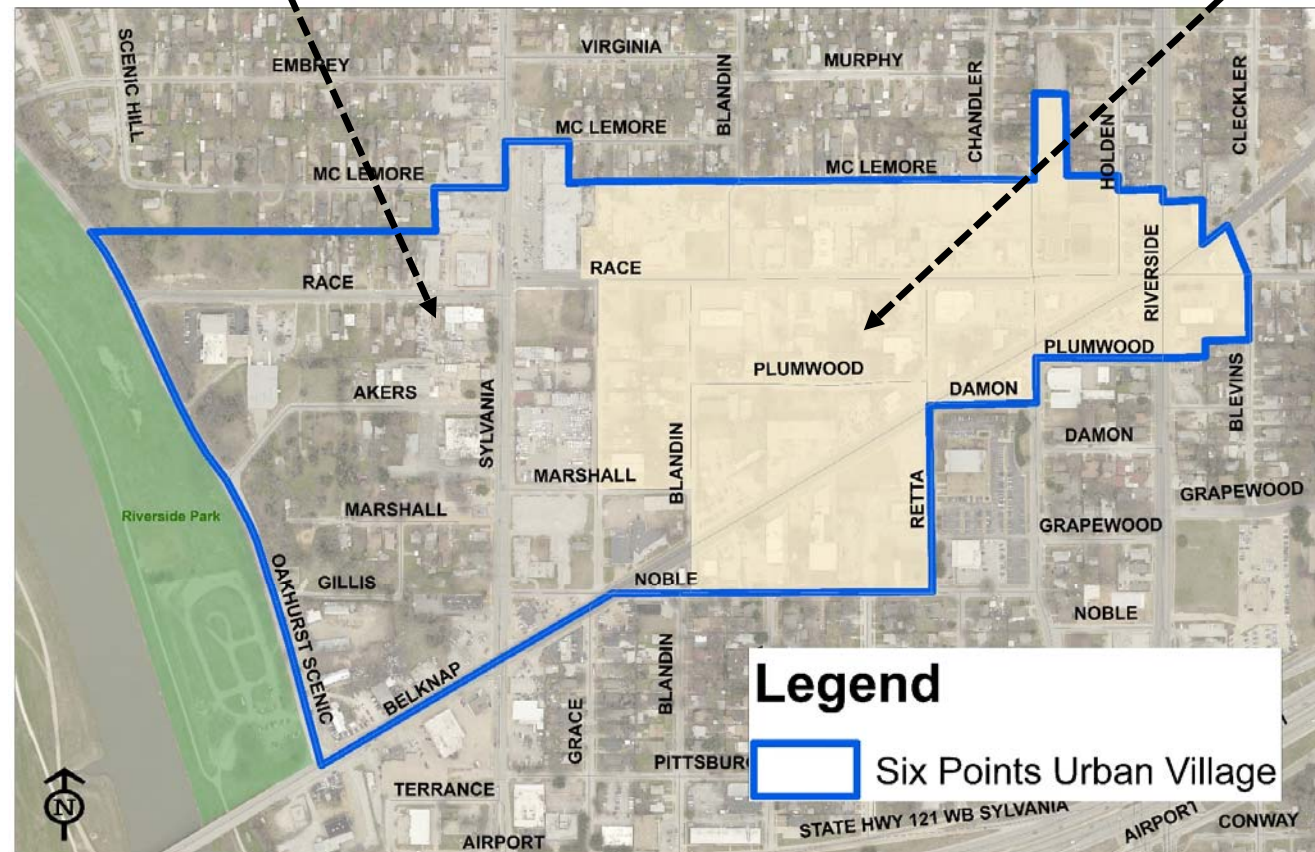 SCENIC HILL
EMBREY
VIRGINIA
BLANDIN
MURPHY
CHANDLER
CLECKLER
MC LEMORE
MC LEMORE
MC LEMORE
HOLDEN
RACE
RACE
RIVERSIDE
PLUMWOOD
PLUMWOOD
AKERS
SYLVANIA
DAMON
BLEVINS
DAMON
MARSHALL
BLANDIN
RETTA
GRAPEWOOD
Riverside Park
MARSHALL
GRAPEWOOD
OAKHURST SCENIC
GILLIS
NOBLE
NOBLE
BELKNAP
GRACE
BLANDIN
Legend
PITTSBURG
Six Points Urban Village
N
TERRANCE
STATE HWY 121 WB SYLVANIA
AIRPORT
CONWAY
AIRPORT